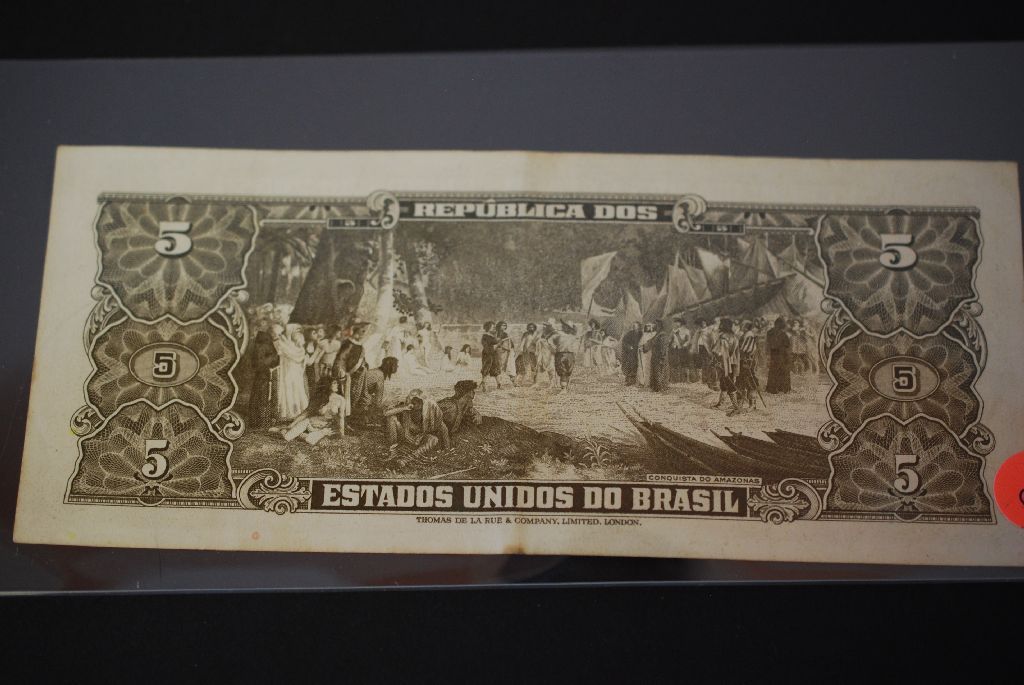 REPÚBLICA DOS
5 5
5 5
5 5
CONQUISTA DO AMAZONAS
ESTADOS UNIDOS DO BRASIL
THOMAS DE LA RUE & COMPANY, LIMITED, LONDON.